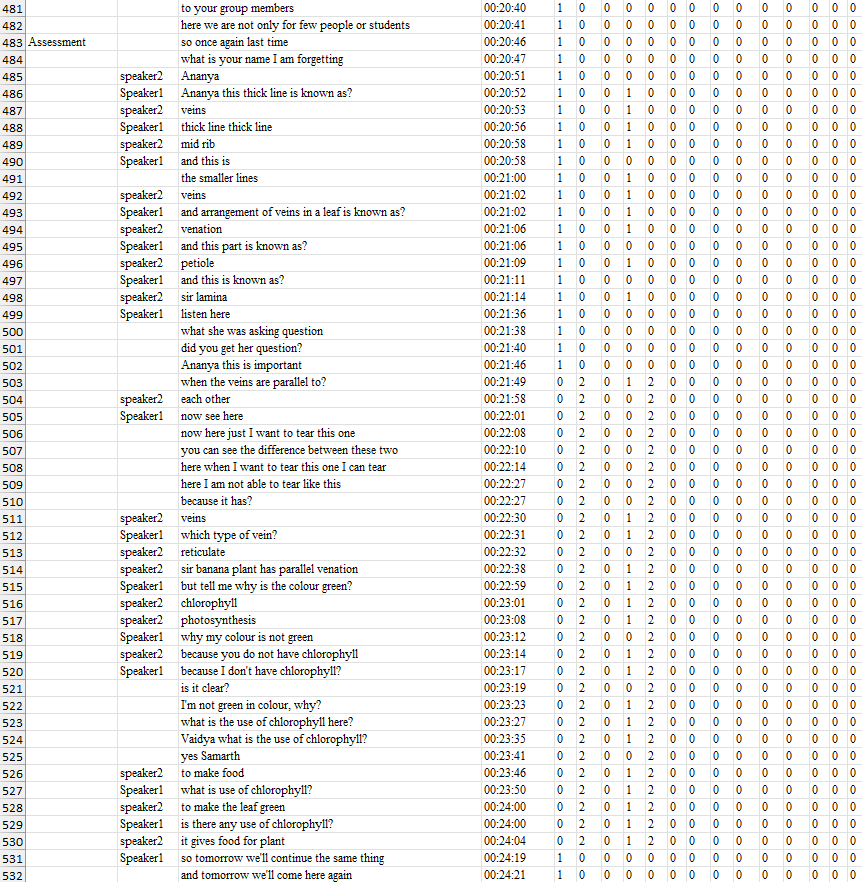 481 to your group members 00:20:40 1 0 0 0 0 0 0 0 0 0 0 0 0
482 here we are not only for few people or students 00:20:41 1 0 0 0 0 0 0 0 0 0 0 0 0
483 Assessment so once again last time 00:20:46 1 0 0 0 0 0 0 0 0 0 0 0 0
484 what is your name I am forgetting 00:20:47 1 0 0 0 0 0 0 0 0 0 0 0 0
485 speaker2 Ananya 00:20:51 1 0 0 0 0 0 0 0 0 0 0 0 0
486 Speaker1 Ananya this thick line is known as? 00:20:52 1 0 0 1 0 0 0 0 0 0 0 0 0
487 speaker2 veins 00:20:53 1 0 0 1 0 0 0 0 0 0 0 0 0
488 Speaker1 thick line thick line 00:20:56 1 0 0 1 0 0 0 0 0 0 0 0 0
489 speaker2 mid rib 00:20:58 1 0 0 1 0 0 0 0 0 0 0 0 0
490 Speaker1 and this is 00:20:58 1 0 0 0 0 0 0 0 0 0 0 0 0
491 the smaller lines 00:21:00 1 0 0 1 0 0 0 0 0 0 0 0 0
492 speaker2 veins 00:21:02 1 0 0 1 0 0 0 0 0 0 0 0 0
493 Speaker1 and arrangement of veins in a leaf is known as? 00:21:02 1 0 0 1 0 0 0 0 0 0 0 0 0
494 speaker2 venation 00:21:06 1 0 0 1 0 0 0 0 0 0 0 0 0
495 Speaker1 and this part is known as? 00:21:06 1 0 0 0 0 0 0 0 0 0 0 0 0
496 speaker2 petiole 00:21:09 1 0 0 1 0 0 0 0 0 0 0 0 0
497 Speaker1 and this is known as? 00:21:11 1 0 0 0 0 0 0 0 0 0 0 0 0
498 speaker2 sir lamina 00:21:14 1 0 0 1 0 0 0 0 0 0 0 0 0
499 Speaker1 listen here 00:21:36 1 0 0 0 0 0 0 0 0 0 0 0 0
500 what she was asking question 00:21:38 1 0 0 0 0 0 0 0 0 0 0 0 0
501 did you get her question? 00:21:40 1 0 0 0 0 0 0 0 0 0 0 0 0
502 Ananya this is important 00:21:46 1 0 0 0 0 0 0 0 0 0 0 0 0
503 when the veins are parallel to? 00:21:49 0 2 0 1 2 0 0 0 0 0 0 0 0
504 speaker2 each other 00:21:58 0 2 0 0 2 0 0 0 0 0 0 0 0
505 Speaker1 now see here 00:22:01 0 2 0 0 2 0 0 0 0 0 0 0 0
506 now here just I want to tear this one 00:22:08 0 2 0 0 2 0 0 0 0 0 0 0 0
507 you can see the difference between these two 00:22:10 0 2 0 0 2 0 0 0 0 0 0 0 0
508 here when I want to tear this one I can tear 00:22:14 0 2 0 0 2 0 0 0 0 0 0 0 0
509 here I am not able to tear like this 00:22:27 0 2 0 0 2 0 0 0 0 0 0 0 0
510 because it has? 00:22:27 0 2 0 0 2 0 0 0 0 0 0 0 0
511 speaker2 veins 00:22:30 0 2 0 1 2 0 0 0 0 0 0 0 0
512 Speaker1 which type of vein? 00:22:31 0 2 0 1 2 0 0 0 0 0 0 0 0
513 speaker2 reticulate 00:22:32 0 2 0 0 2 0 0 0 0 0 0 0 0
514 speaker2 sir banana plant has parallel venation 00:22:38 0 2 0 1 2 0 0 0 0 0 0 0 0
515 Speaker1 but tell me why is the colour green? 00:22:59 0 2 0 1 2 0 0 0 0 0 0 0 0
516 speaker2 chlorophyll 00:23:01 0 2 0 1 2 0 0 0 0 0 0 0 0
517 speaker2 photosynthesis 00:23:08 0 2 0 1 2 0 0 0 0 0 0 0 0
518 Speaker1 why my colour is not green 00:23:12 0 2 0 0 2 0 0 0 0 0 0 0 0
519 speaker2 because you do not have chlorophyll 00:23:14 0 2 0 1 2 0 0 0 0 0 0 0 0
520 Speaker1 because I don't have chlorophyll? 00:23:17 0 2 0 1 2 0 0 0 0 0 0 0 0
521 is it clear? 00:23:19 0 2 0 0 2 0 0 0 0 0 0 0 0
522 I'm not green in colour, why? 00:23:23 0 2 0 1 2 0 0 0 0 0 0 0 0
523 what is the use of chlorophyll here? 00:23:27 0 2 0 1 2 0 0 0 0 0 0 0 0
524 Vaidya what is the use of chlorophyll? 00:23:35 0 2 0 1 2 0 0 0 0 0 0 0 0
525 yes Samarth 00:23:41 0 2 0 0 2 0 0 0 0 0 0 0 0
526 speaker2 to make food 00:23:46 0 2 0 1 2 0 0 0 0 0 0 0 0
527 Speaker1 what is use of chlorophyll? 00:23:50 0 2 0 1 2 0 0 0 0 0 0 0 0
528 speaker2 to make the leaf green 00:24:00 0 2 0 1 2 0 0 0 0 0 0 0 0
529 Speaker1 is there any use of chlorophyll? 00:24:00 0 2 0 1 2 0 0 0 0 0 0 0 0
530 speaker2 it gives food for plant 00:24:04 0 2 0 1 2 0 0 0 0 0 0 0 0
531 Speaker1 so tomorrow we'll continue the same thing 00:24:19 1 0 0 0 0 0 0 0 0 0 0 0 0
532 and tomorrow we'll come here again 00:24:21 1 0 0 0 0 0 0 0 0 0 0 0 0